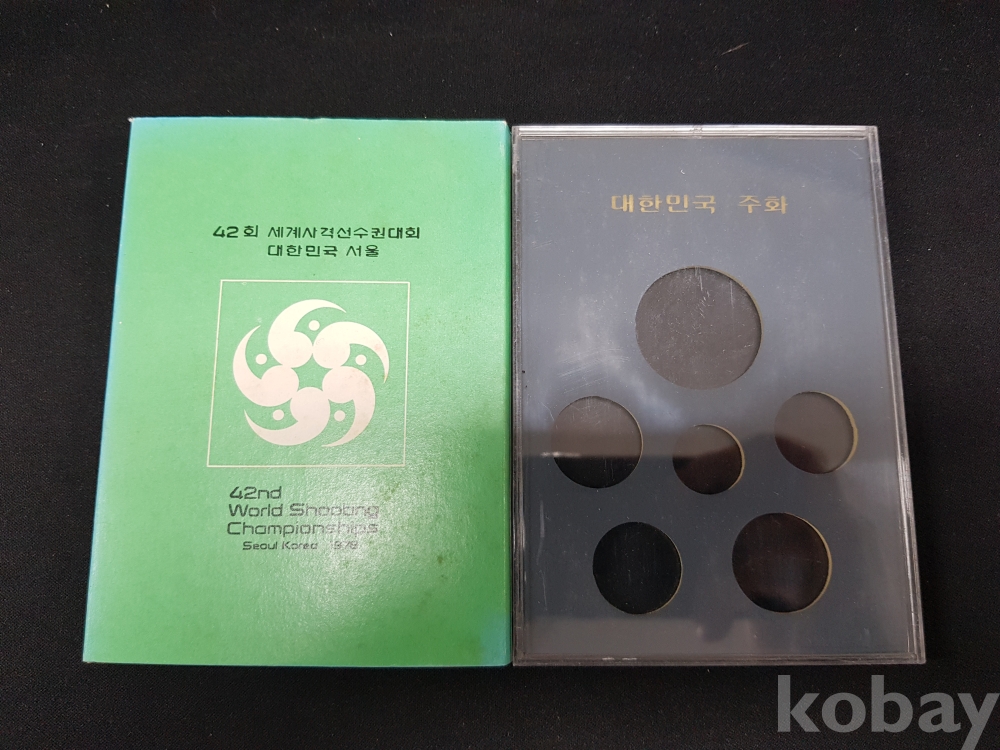 42회 세계사격선수권대회
대한민국 서울
42nd
World Shooting
Championships
Seoul Korea 1978
대한민국 주화
kobay